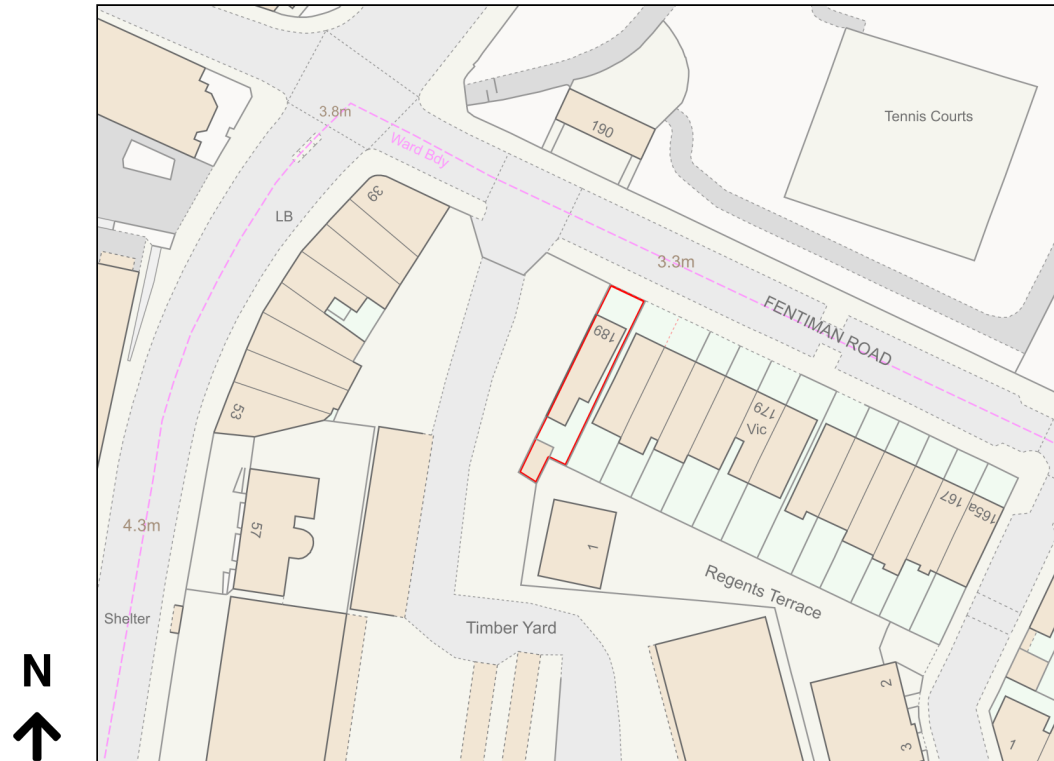 Tennis Courts
3.8m
190
Ward Bdy
39
LB
3.3m
FENTIMAN ROAD
189
179
Vic
53
167
165a
4.3m
57
1
Regents Terrace
Shelter
Timber Yard
N
2
3
1